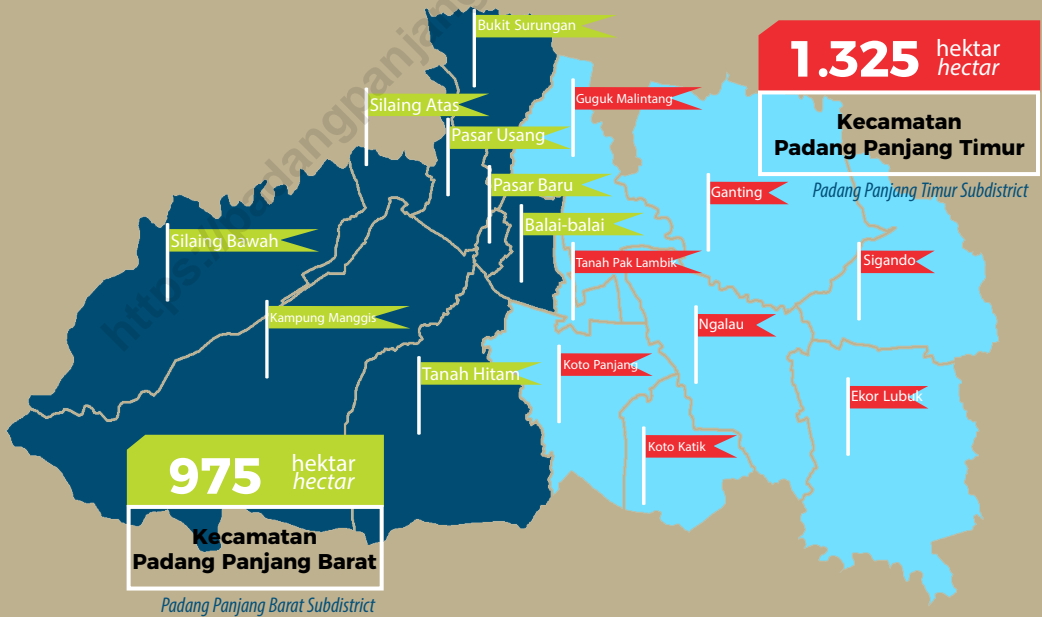 Bukit Surungan
1.325 hektar
hectar
Kecamatan
Padang Panjang Timur
Padang Panjang Timur Subdistrict
Silaing Atas
Guguk Malintang
Pasar Usang
Pasar Baru
Ganting
Balai-balai
Silaing Bawah
Tanah Pak Lambik
Sigando
Kampung Manggis
Ngalau
Koto Panjang
Tanah Hitam
Ekor Lubuk
Koto Katik
975 hektar
hectar
Kecamatan
Padang Panjang Barat
Padang Panjang Barat Subdistrict
https://padangpanjang